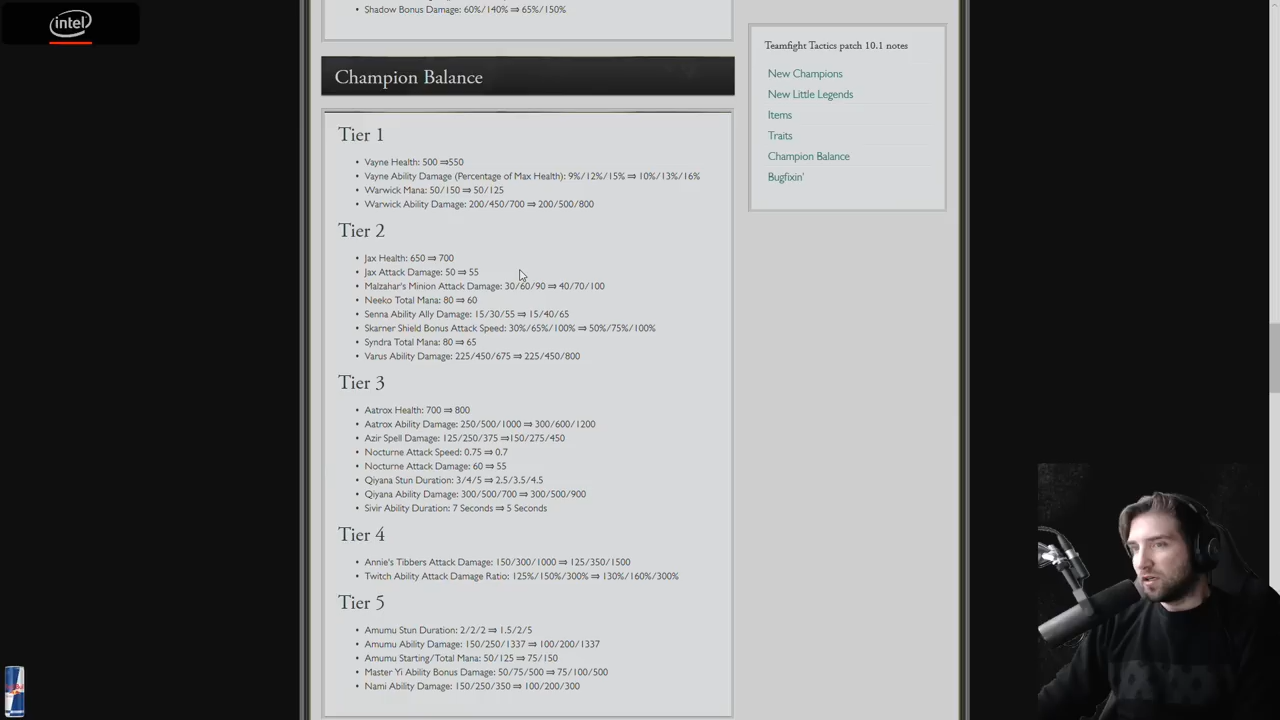 intel
Shadow Bonus Damage: 60%/140% ⇒ 65%/150%
Champion Balance
Tier 1
• Vayne Health: 500 ⇒550
• Vayne Ability Damage (Percentage of Max Health): 9%/12%/15% ⇒ 10%/13%/16%
• Warwick Mana: 50/150 ⇒ 50/125
• Warwick Ability Damage: 200/450/700 ⇒ 200/500/800
Tier 2
• Jax Health: 650 ⇒ 700
• Jax Attack Damage: 50 ⇒ 55
• Malzahar's Minion Attack Damage: 30/60/90 ⇒ 40/70/100
• Neeko Total Mana: 80 ⇒ 60
• Senna Ability Ally Damage: 15/30/55 ⇒ 15/40/65
• Skarner Shield Bonus Attack Speed: 30%/65%/100% ⇒ 50%/75%/100%
• Syndra Total Mana: 80 ⇒ 65
• Varus Ability Damage: 225/450/675 ⇒ 225/450/800
Tier 3
• Aatrox Health: 700 ⇒ 800
• Aatrox Ability Damage: 250/500/1000 ⇒ 300/600/1200
• Azir Spell Damage: 125/250/375 ⇒150/275/450
• Nocturne Attack Speed: 0.75 ⇒ 0.7
• Nocturne Attack Damage: 60 ⇒ 55
• Qiyana Stun Duration: 3/4/5 ⇒ 2.5/3.5/4.5
• Qiyana Ability Damage: 300/500/700 ⇒ 300/500/900
• Sivir Ability Duration: 7 Seconds ⇒ 5 Seconds
Tier 4
• Annie's Tibbers Attack Damage: 150/300/1000 ⇒ 125/350/1500
• Twitch Ability Attack Damage Ratio: 125%/150%/300% ⇒ 130%/160%/300%
Tier 5
• Amumu Stun Duration: 2/2/2 ⇒ 1.5/2/5
• Amumu Ability Damage: 150/250/1337 ⇒ 100/200/1337
• Amumu Starting/Total Mana: 50/125 ⇒ 75/150
• Master Yi Ability Bonus Damage: 50/75/500 ⇒ 75/100/500
• Nami Ability Damage: 150/250/350 ⇒ 100/200/300
Teamfight Tactics patch 10.1 notes
New Champions
New Little Legends
Items
Traits
Champion Balance
Bugfixin'